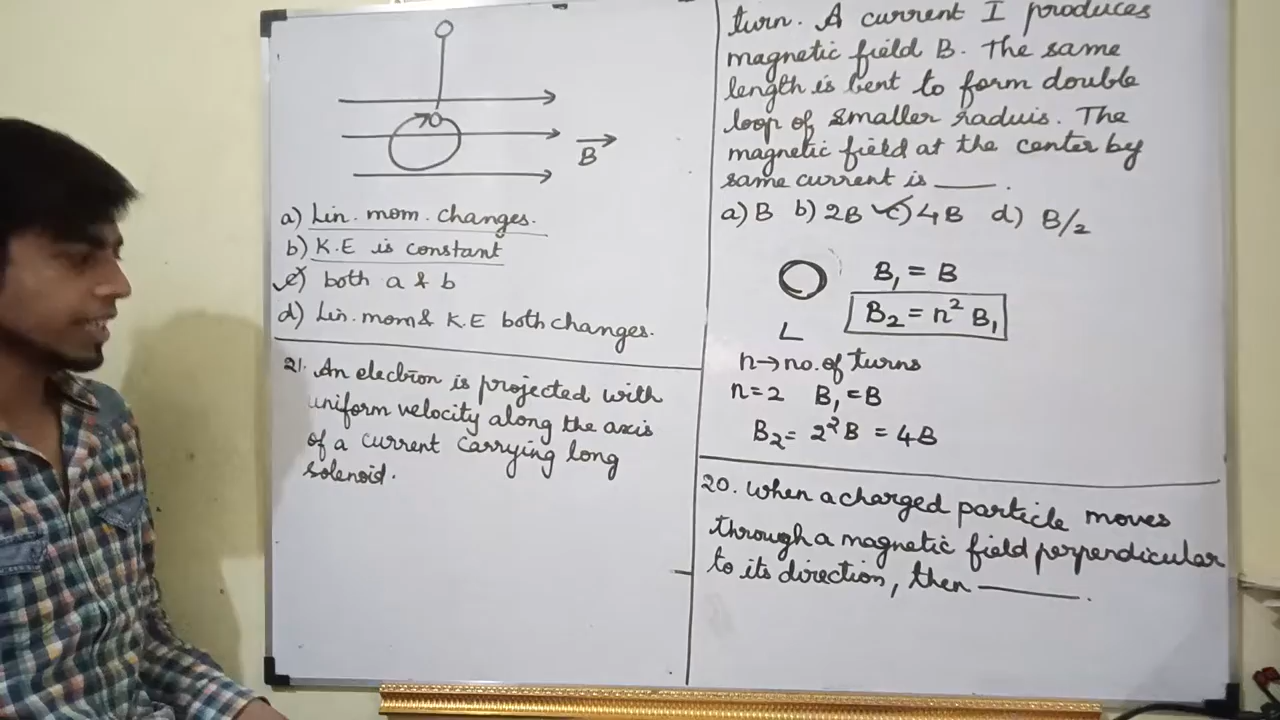 B
a) Lin. mom. changes.
b) K.E is constant
c) both a & b
d) Lin. mom & K.E both changes.
21. An electron is projected with
uniform velocity along the axis
of a current carrying long
solenoid.
turn. A current I produces
magnetic field B. The same
length is bent to form double
loop of smaller raduis. The
magnetic field at the center by
same current is ____.
a) B b) 2B c) 4B d) B/2
B₁ = B
B₂ = n² B₁
L
n→no. of turns
n=2 B₁=B
B₂= 2²B = 4B
20. When a charged particle moves
through a magnetic field perpendicular
to its direction, then ____.